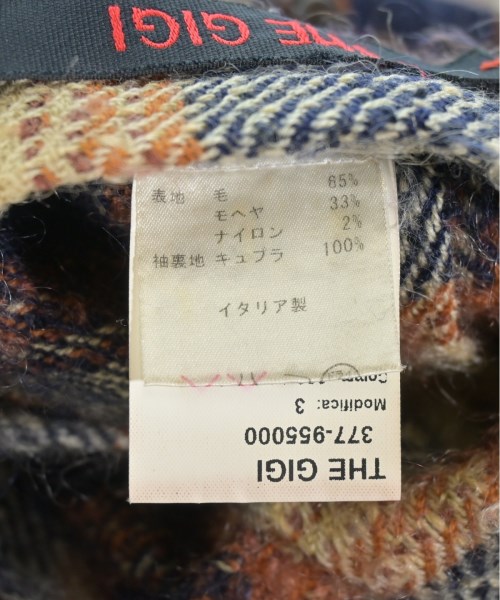 THE GIGI
表地 毛 65%
モヘヤ 33%
ナイロン 2%
袖裏地 キュプラ 100%
イタリア製
THE GIGI
377-955000
Modifica: 3